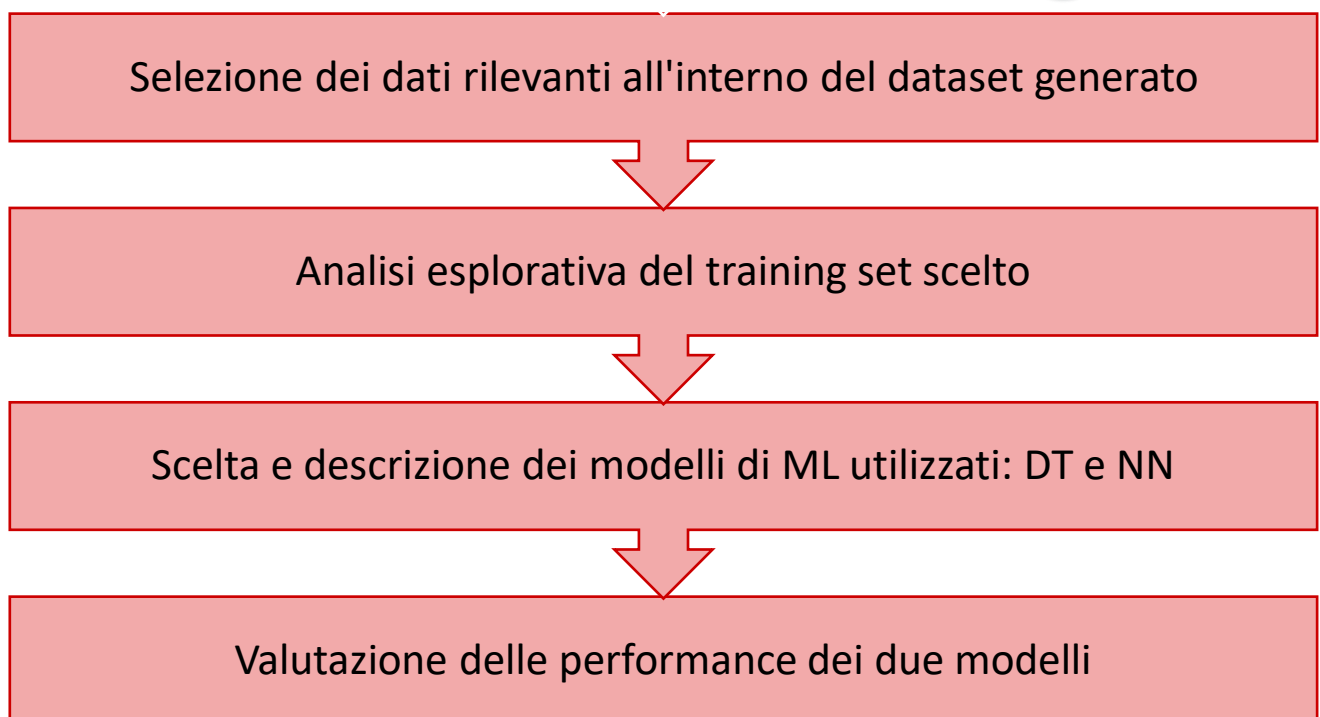 Selezione dei dati rilevanti all'interno del dataset generato
Analisi esplorativa del training set scelto
Scelta e descrizione dei modelli di ML utilizzati: DT e NN
Valutazione delle performance dei due modelli